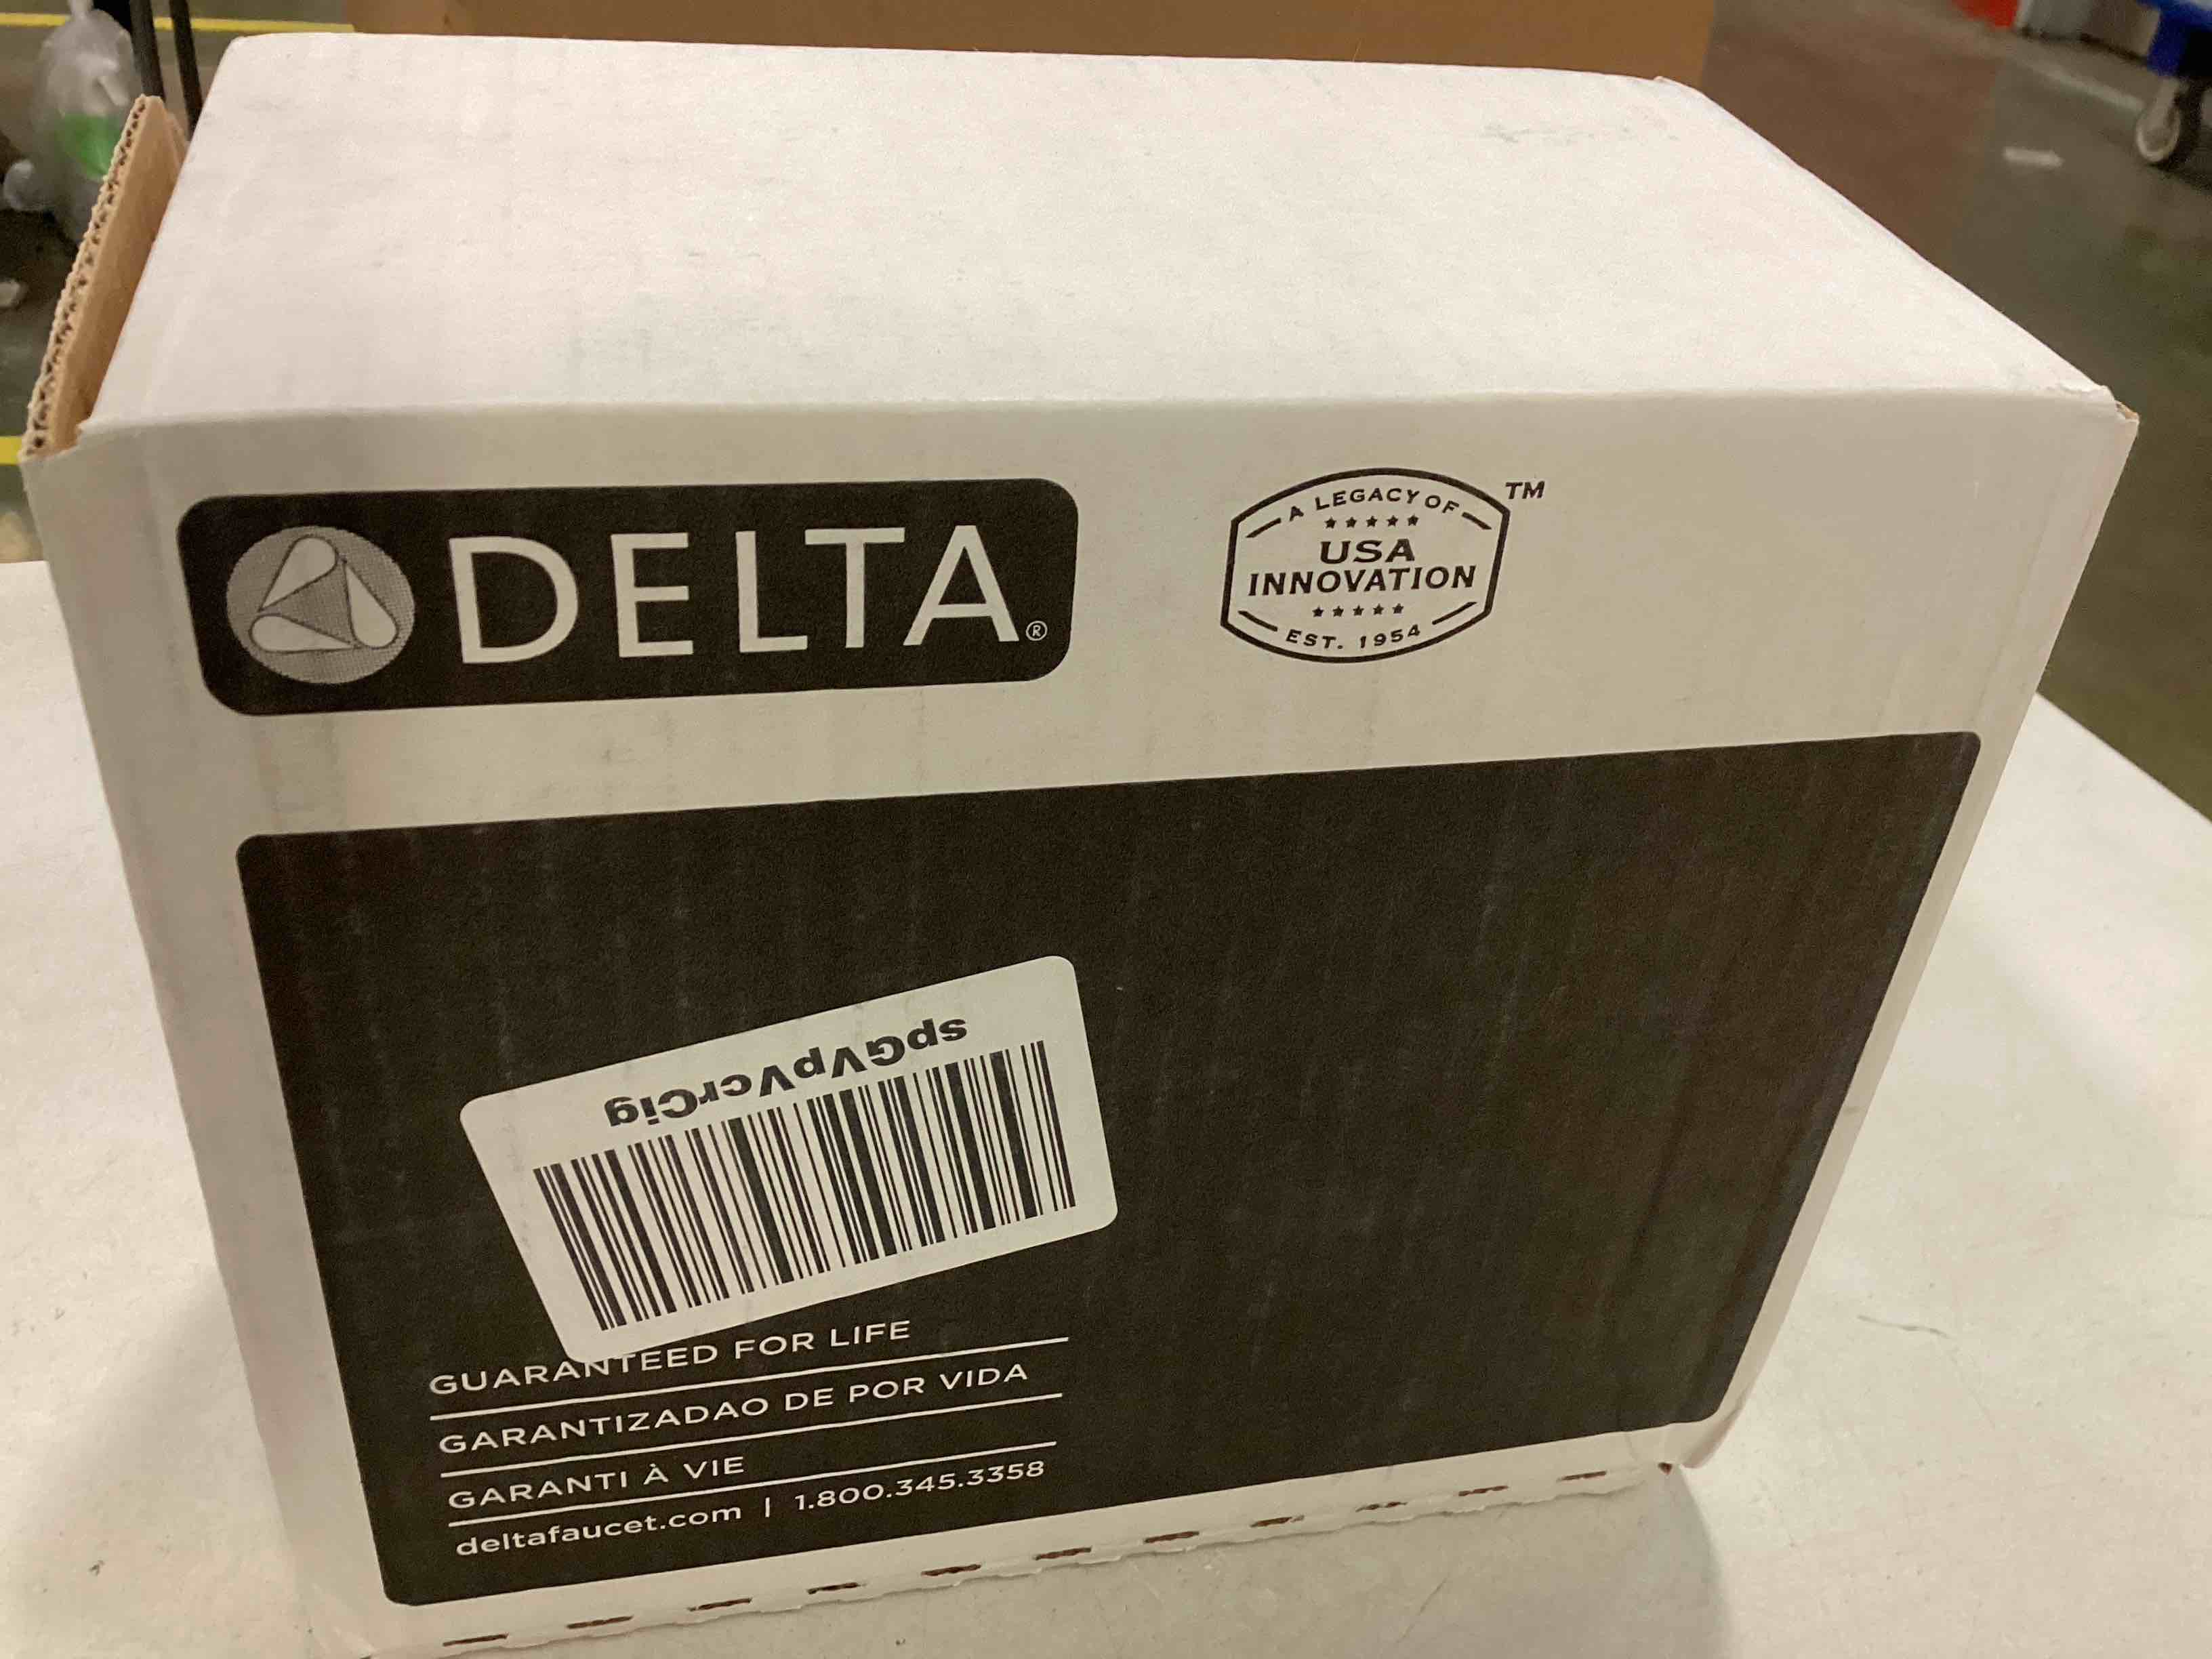 DELTA®
A LEGACY OF
USA
INNOVATION
EST. 1954
TM
spGVpVcrCig
GUARANTEED FOR LIFE
GARANTIZADAO DE POR VIDA
GARANTI À VIE
deltafaucet.com | 1.800.345.3358